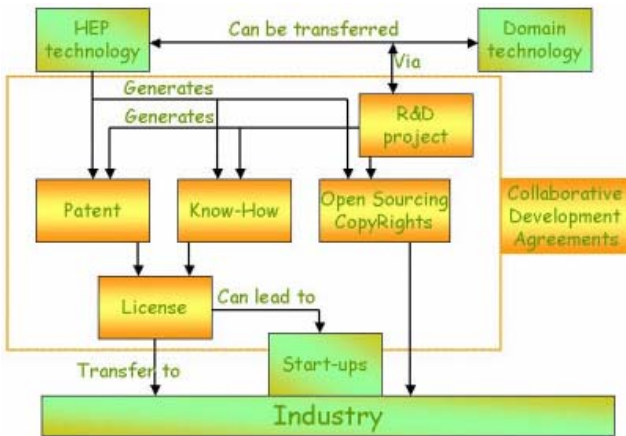 HEP
technology
Can be transferred
Domain
technology
Via
Generates
Generates
R&D
project
Patent
Know-How
Open Sourcing
CopyRights
Collaborative
Development
Agreements
License
Can lead to
Start-ups
Transfer to
Industry